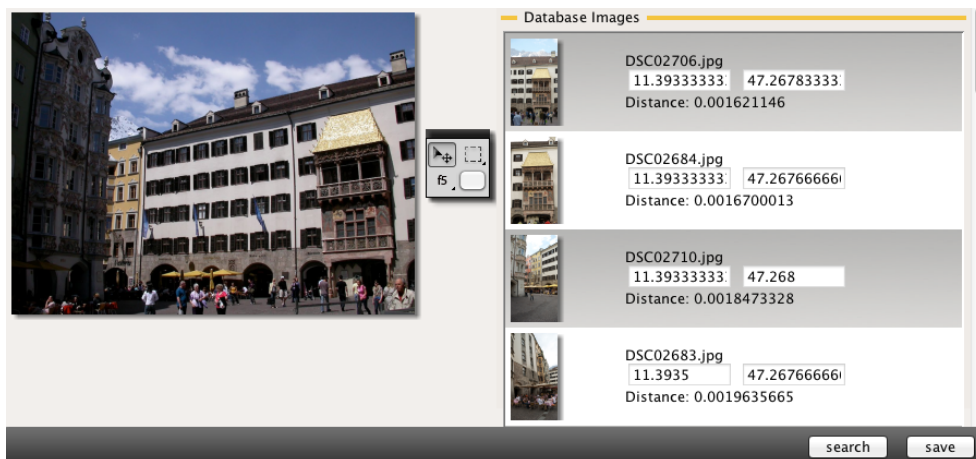 Database Images
DSC02706.jpg
11.39333333 47.26783333
Distance: 0.001621146
DSC02684.jpg
11.39333333 47.26766666
Distance: 0.0016700013
DSC02710.jpg
11.39333333 47.268
Distance: 0.0018473328
DSC02683.jpg
11.3935 47.26766666
Distance: 0.0019635665
f5
search save